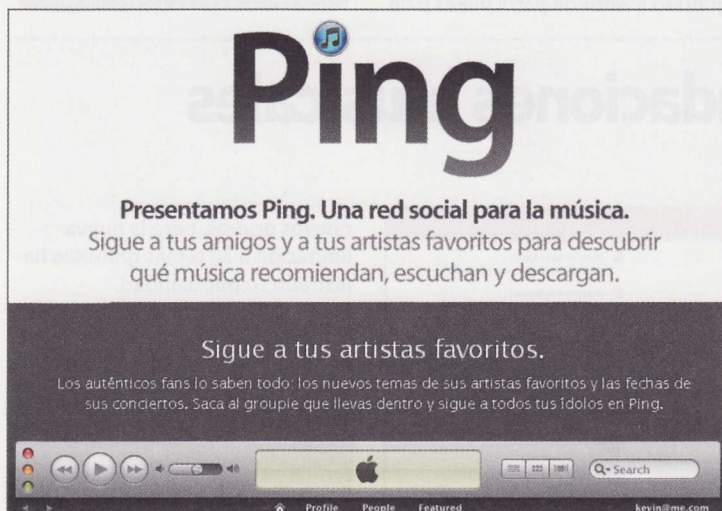 Ping
Presentamos Ping. Una red social para la música.
Sigue a tus amigos y a tus artistas favoritos para descubrir
qué música recomiendan, escuchan y descargan.
Sigue a tus artistas favoritos.
Los auténticos fans lo saben todo: los nuevos temas de sus artistas favoritos y las fechas de
sus conciertos. Saca al groupie que llevas dentro y sigue a todos tus ídolos en Ping.
Search
Profile People Featured kevin@me.com